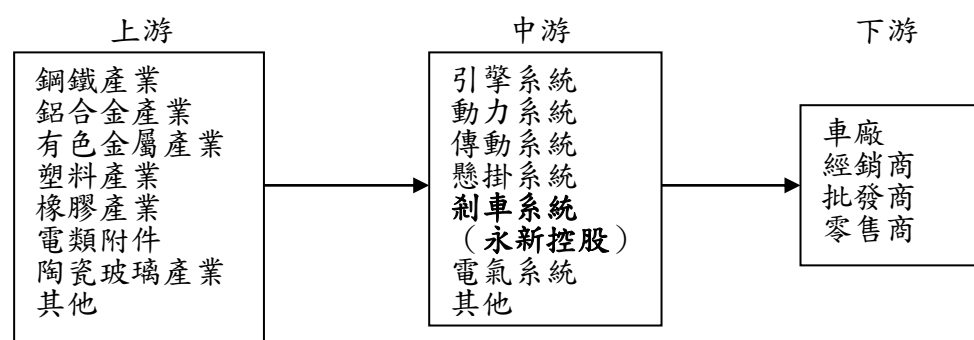 上游
鋼鐵產業
鋁合金產業
有色金屬產業
塑料產業
橡膠產業
電類附件
陶瓷玻璃產業
其他
中游
引擎系統
動力系統
傳動系統
懸掛系統
剎車系統
（永新控股）
電氣系統
其他
下游
車廠
經銷商
批發商
零售商